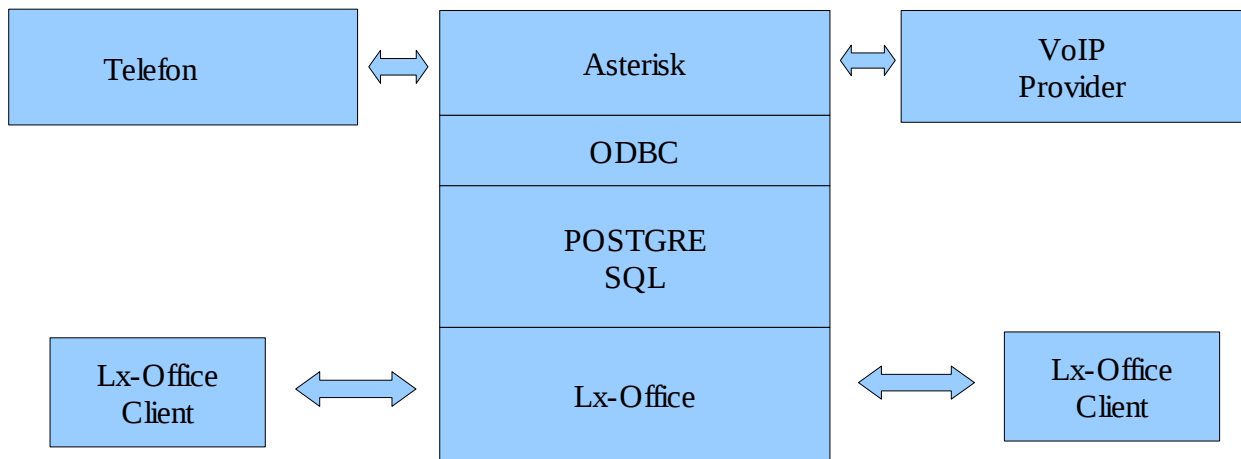 Telefon
Asterisk
VoIP
Provider
ODBC
POSTGRE
SQL
Lx-Office
Client
Lx-Office
Lx-Office
Client